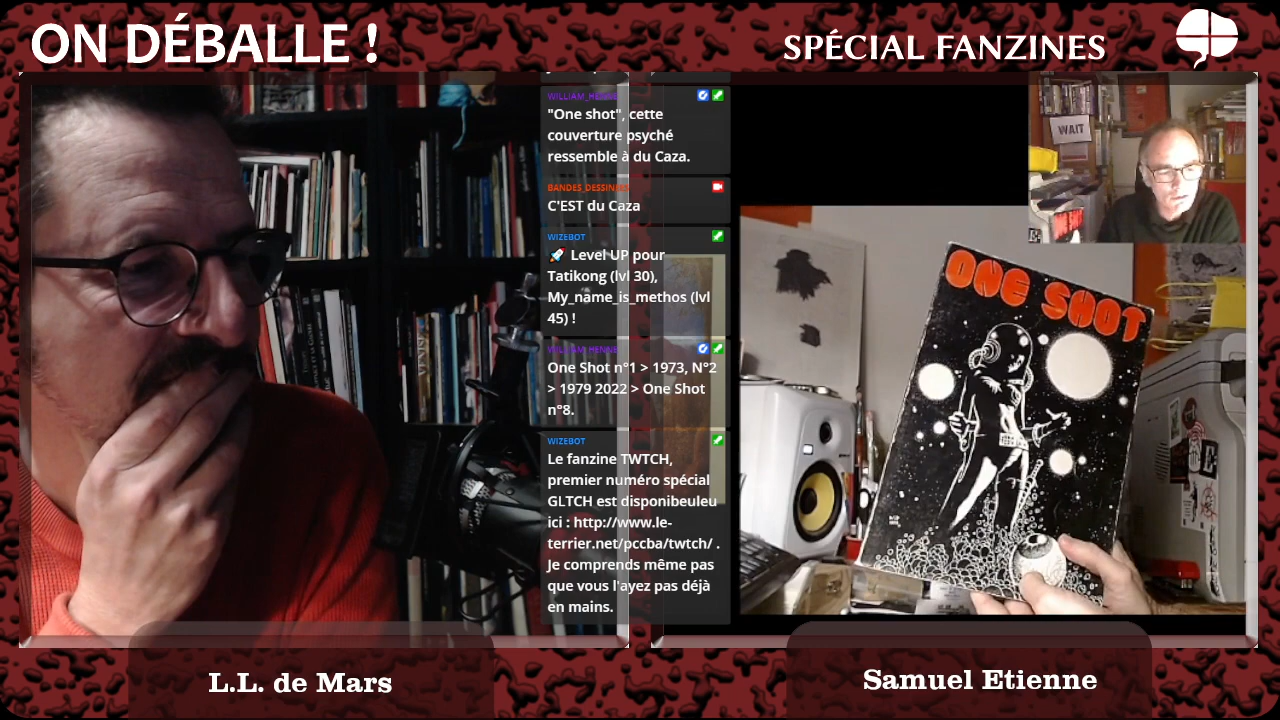 ON DÉBALLE !
SPÉCIAL FANZINES
WILLIAM_HENNE
"One shot", cette
couverture psyché
ressemble à du Caza.
BANDES_DESSINEES
C'EST du Caza
WIZEBOT
🚀 Level UP pour
Tatikong (lvl 30),
My_name_is_methos (lvl
45) !
WILLIAM_HENNE
One Shot n°1 > 1973, N°2
> 1979 2022 > One Shot
n°8.
WIZEBOT
Le fanzine TWTCH,
premier numéro spécial
GLTCH est disponibeuleu
ici : http://www.le-
terrier.net/pccba/twtch/ .
Je comprends même pas
que vous l'ayez pas déjà
en mains.
WAIT
ONE SHOT
VENISE
E
E
L.L. de Mars
Samuel Etienne